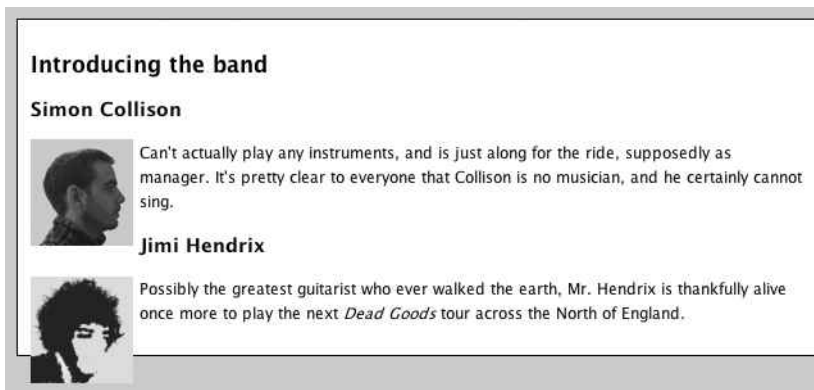 Introducing the band
Simon Collison
Can't actually play any instruments, and is just along for the ride, supposedly as
manager. It's pretty clear to everyone that Collison is no musician, and he certainly cannot
sing.
Jimi Hendrix
Possibly the greatest guitarist who ever walked the earth, Mr. Hendrix is thankfully alive
once more to play the next Dead Goods tour across the North of England.